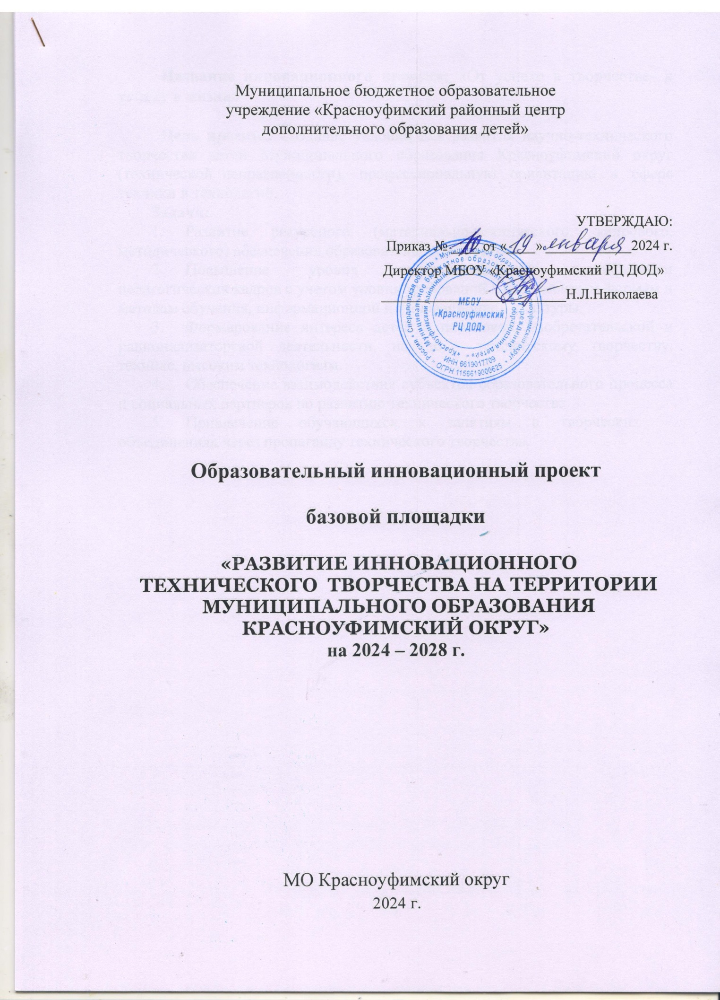 Муниципальное бюджетное образовательное
учреждение «Красноуфимский районный центр
дополнительного образования детей»
УТВЕРЖДАЮ:
Приказ № 10 от « 19 » января 2024 г.
Директор МБОУ «Красноуфимский РЦ ДОД»
Н.Л.Николаева
МБОУ
«Красноуфимский
РЦ ДОД»
ИНН 6619017709
ОГРН 1156619000625
Образовательный инновационный проект
базовой площадки
«РАЗВИТИЕ ИННОВАЦИОННОГО
ТЕХНИЧЕСКОГО ТВОРЧЕСТВА НА ТЕРРИТОРИИ
МУНИЦИПАЛЬНОГО ОБРАЗОВАНИЯ
КРАСНОУФИМСКИЙ ОКРУГ»
на 2024 – 2028 г.
МО Красноуфимский округ
2024 г.